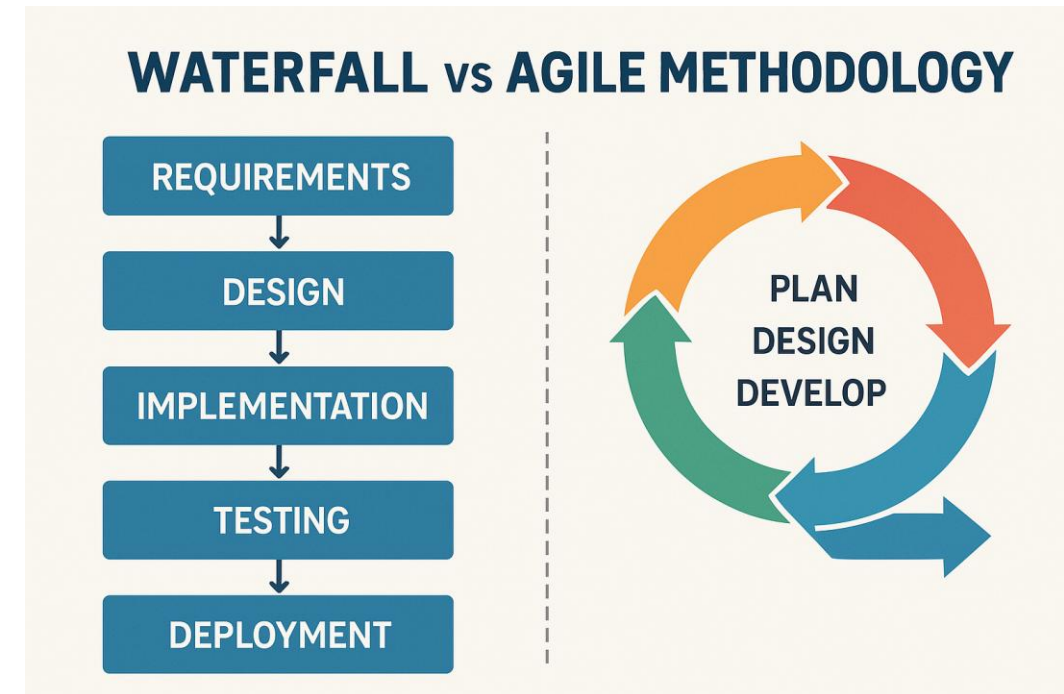 WATERFALL vs AGILE METHODOLOGY
REQUIREMENTS
DESIGN
IMPLEMENTATION
TESTING
DEPLOYMENT
PLAN
DESIGN
DEVELOP